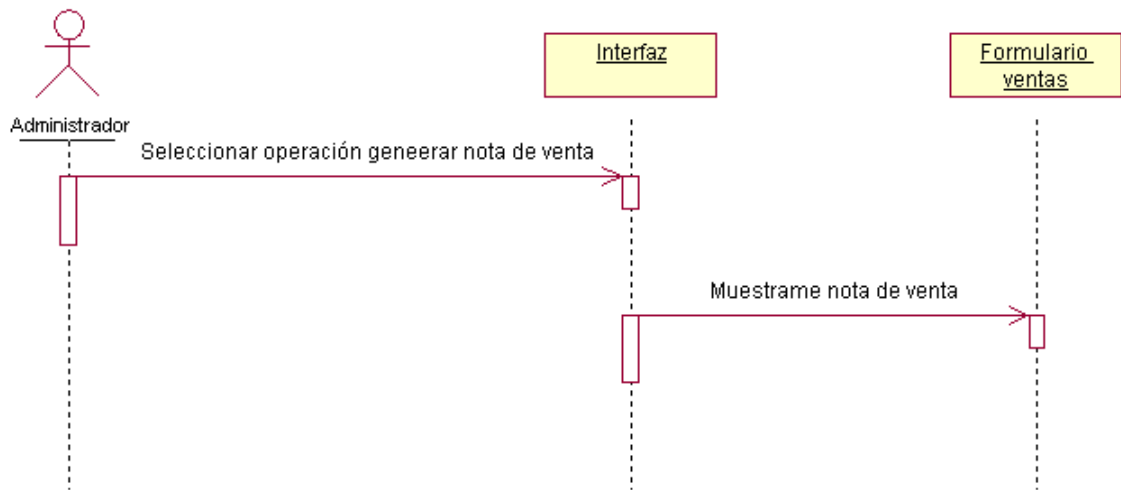 Administrador
Interfaz
Formulario
ventas
Seleccionar operación geneerar nota de venta
Muestrame nota de venta